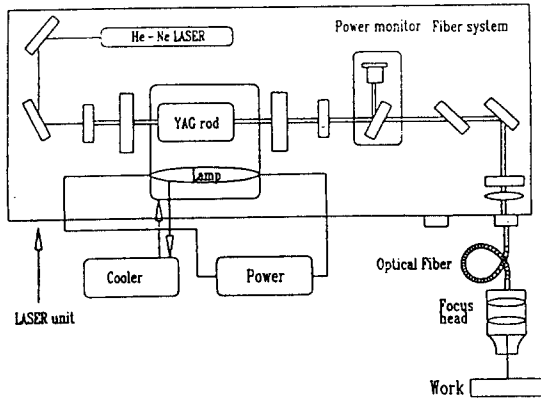 He-Ne LASER
Power monitor
Fiber system
YAG rod
Lamp
Cooler
Power
LASER unit
Optical Fiber
Focus
head
Work